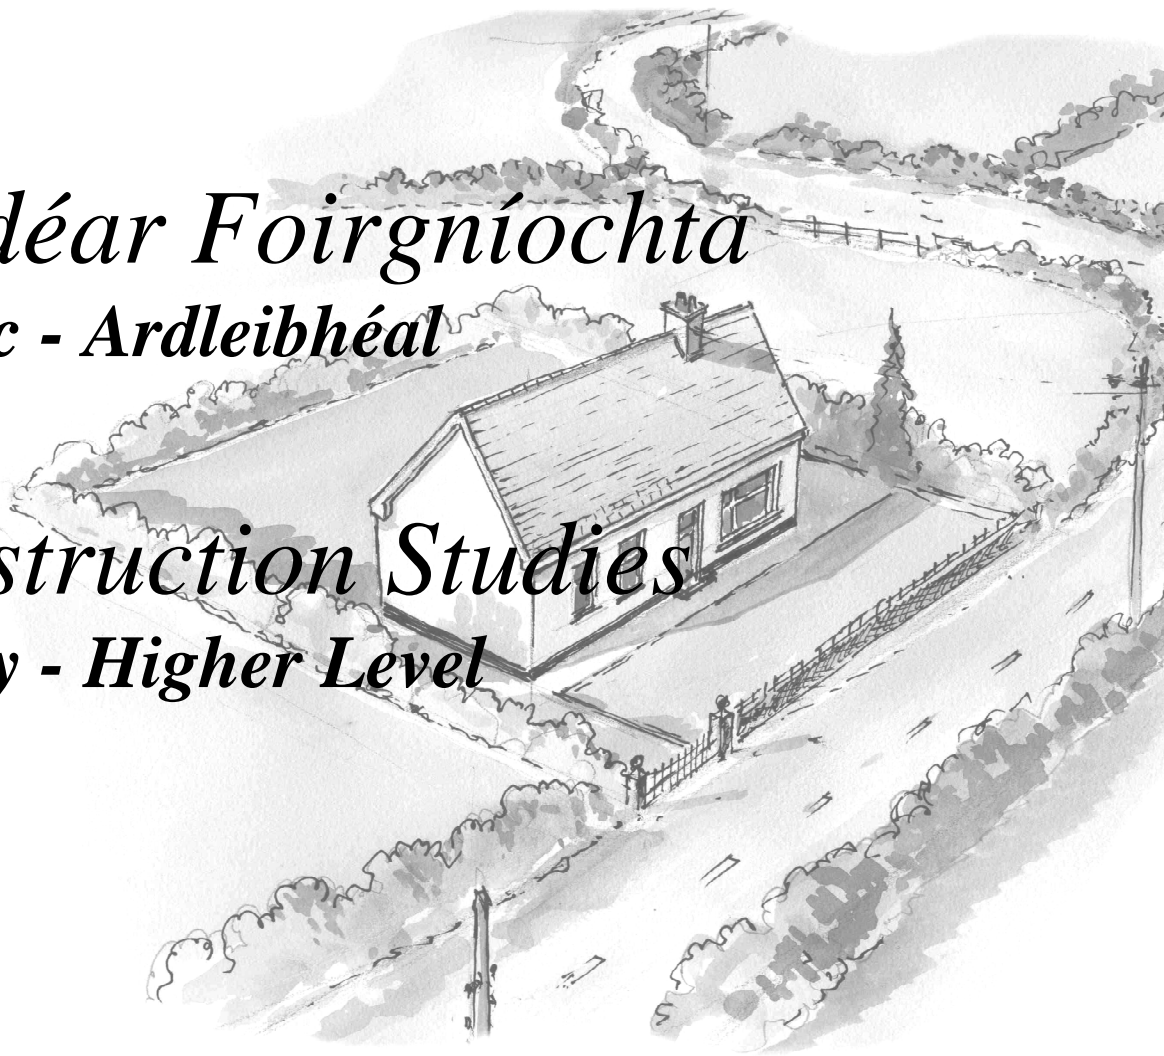 déar Foirgníochta
c - Ardleibhéal
struction Studies
y - Higher Level